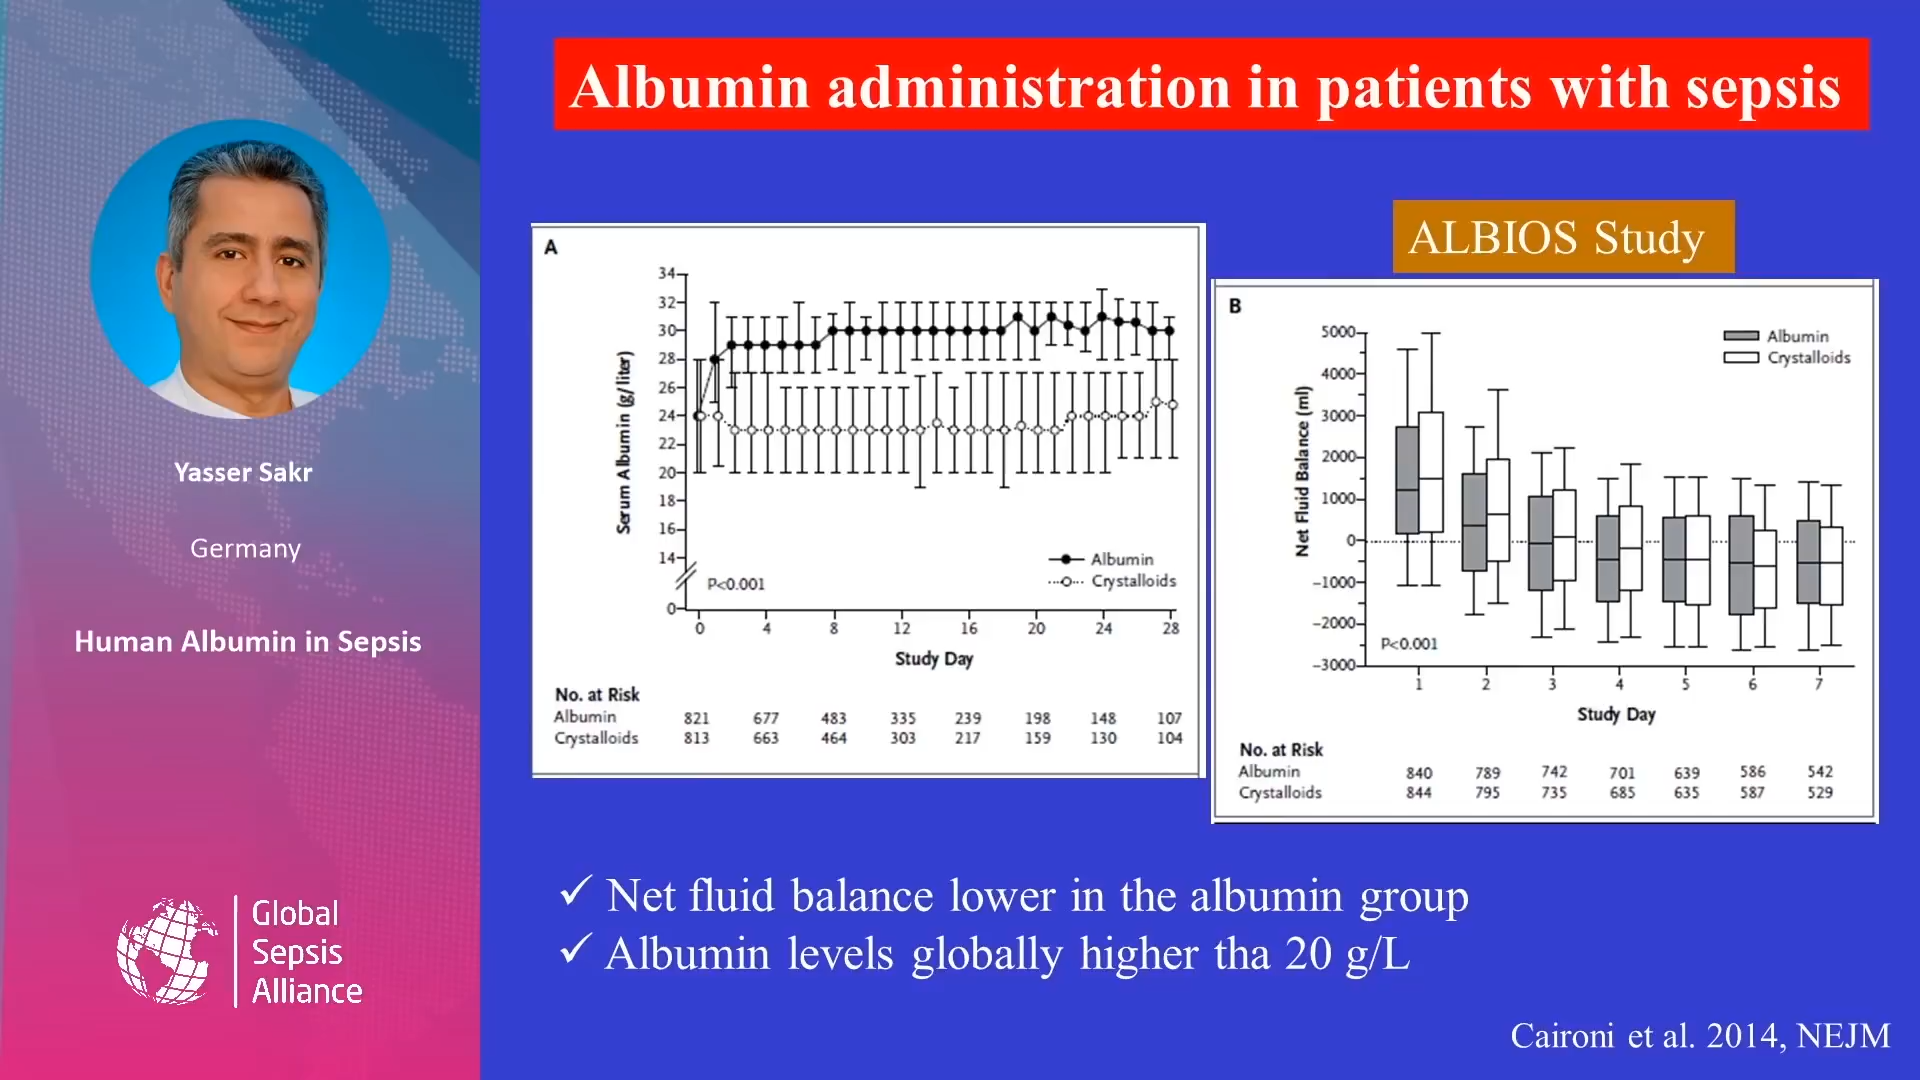 Albumin administration in patients with sepsis
ALBIOS Study
Yasser Sakr
Germany
Human Albumin in Sepsis
Global
Sepsis
Alliance
A
34
32
30
28
26
24
22
20
18
16
14
0
Serum Albumin (g/liter)
P<0.001
Albumin
Crystalloids
0 4 8 12 16 20 24 28
Study Day
No. at Risk
Albumin 821 677 483 335 239 198 148 107
Crystalloids 813 663 464 303 217 159 130 104
B
5000
4000
3000
2000
1000
0
−1000
−2000
−3000
Net Fluid Balance (ml)
Albumin
Crystalloids
P<0.001
1 2 3 4 5 6 7
Study Day
No. at Risk
Albumin 840 789 742 701 639 586 542
Crystalloids 844 795 735 685 635 587 529
✓ Net fluid balance lower in the albumin group
✓ Albumin levels globally higher tha 20 g/L
Caironi et al. 2014, NEJM